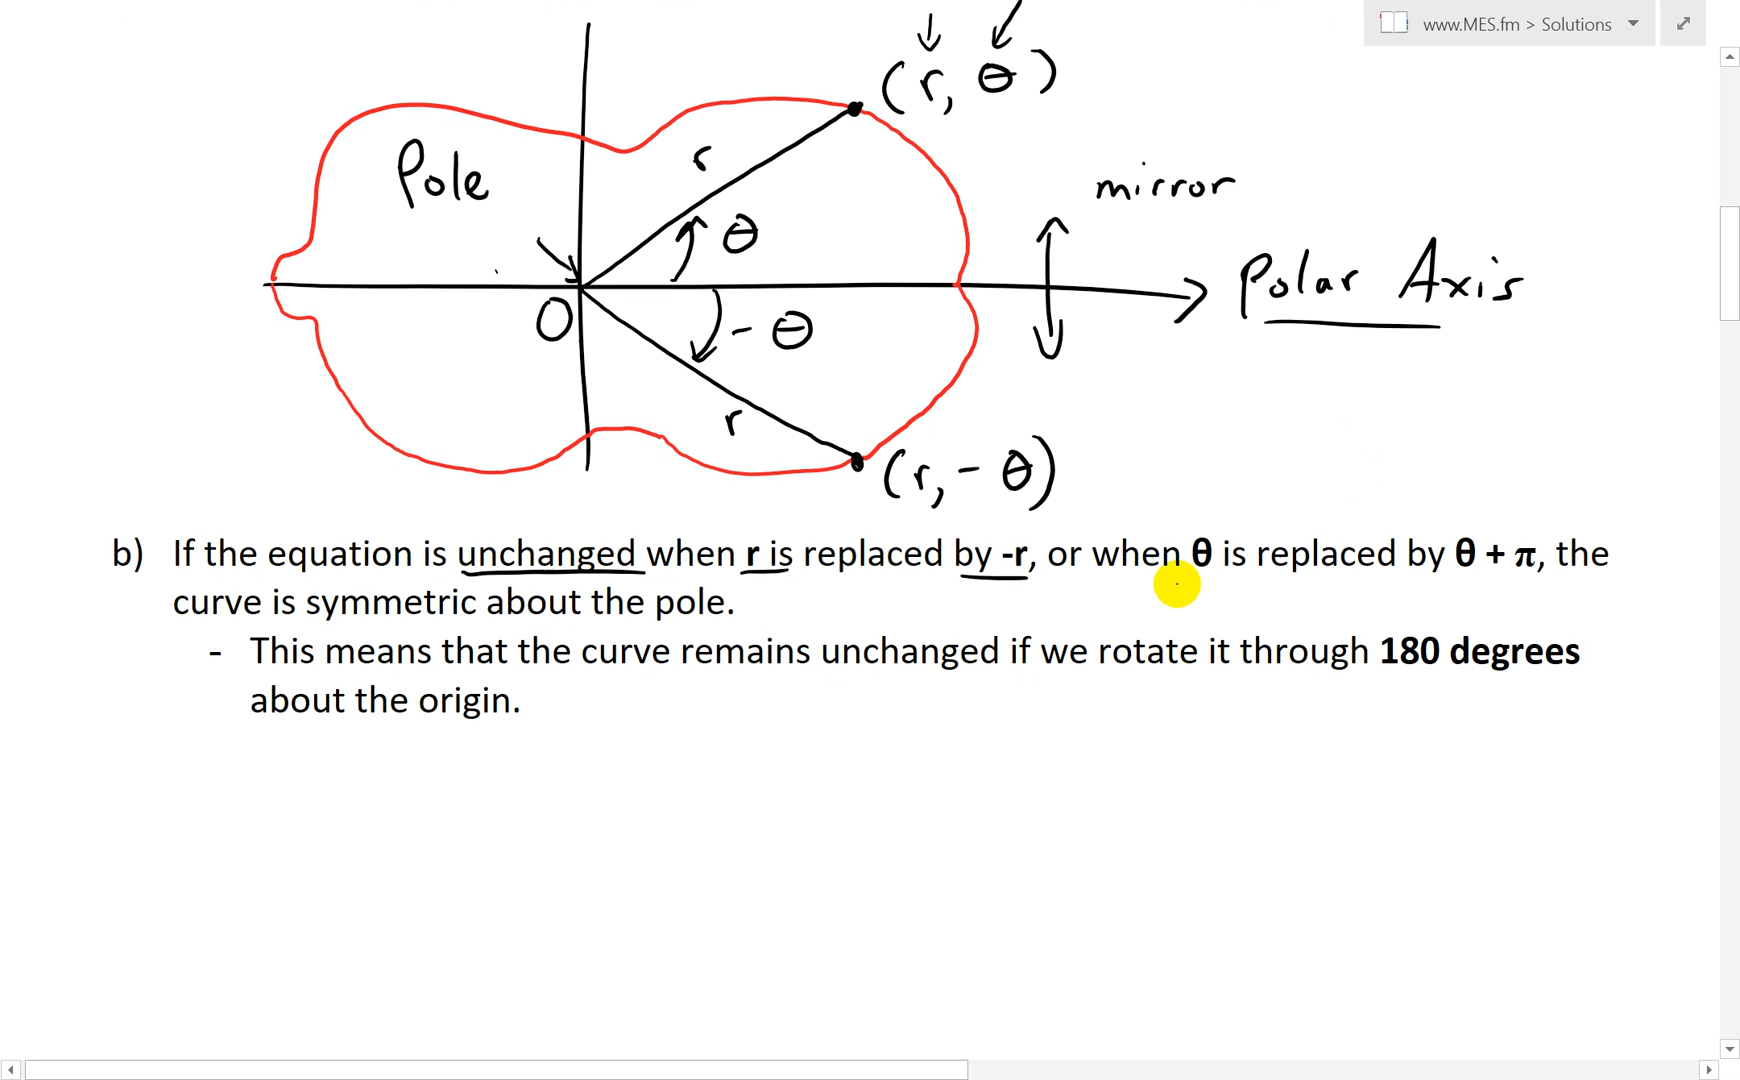 www.MES.fm > Solutions
(r, θ)
Pole
r
mirror
θ
Polar Axis
O
- θ
r
(r, - θ)
b) If the equation is unchanged when r is replaced by -r, or when θ is replaced by θ + π, the
curve is symmetric about the pole.
- This means that the curve remains unchanged if we rotate it through 180 degrees
about the origin.